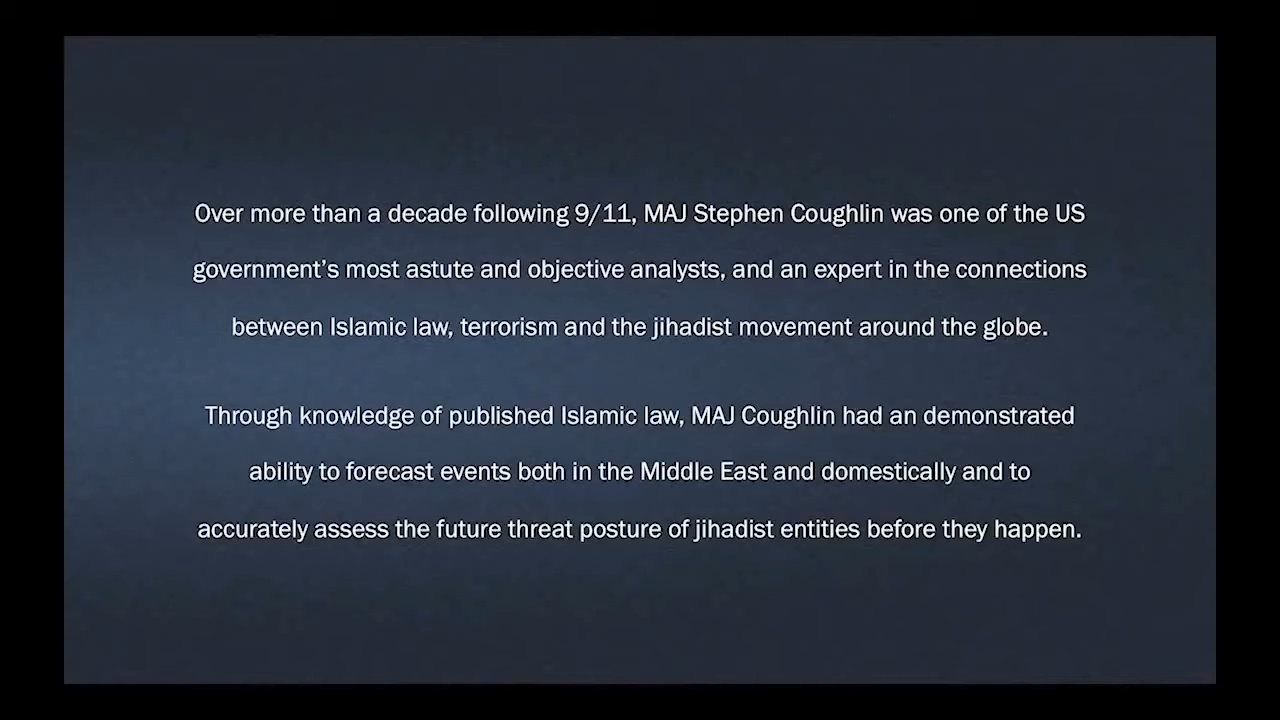 Over more than a decade following 9/11, MAJ Stephen Coughlin was one of the US
government’s most astute and objective analysts, and an expert in the connections
between Islamic law, terrorism and the jihadist movement around the globe.
Through knowledge of published Islamic law, MAJ Coughlin had an demonstrated
ability to forecast events both in the Middle East and domestically and to
accurately assess the future threat posture of jihadist entities before they happen.